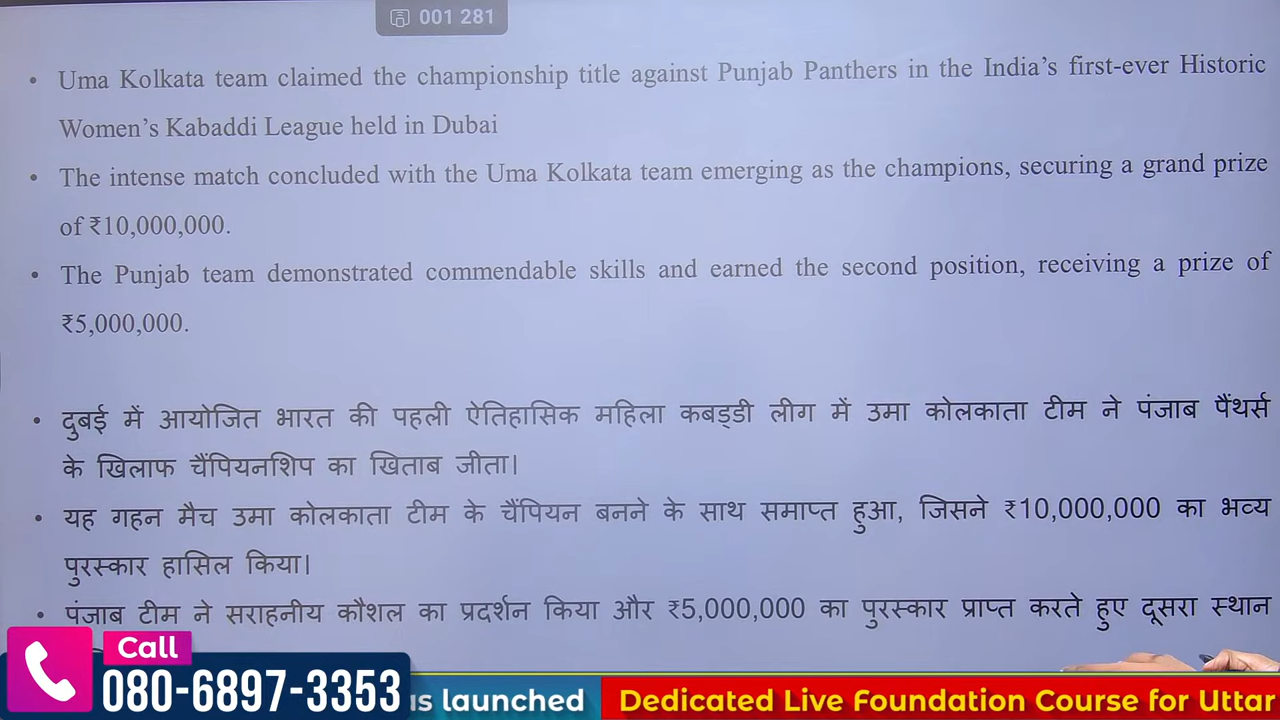 001 281
• Uma Kolkata team claimed the championship title against Punjab Panthers in the India's first-ever Historic
Women's Kabaddi League held in Dubai
• The intense match concluded with the Uma Kolkata team emerging as the champions, securing a grand prize
of ₹10,000,000.
• The Punjab team demonstrated commendable skills and earned the second position, receiving a prize of
₹5,000,000.
• दुबई में आयोजित भारत की पहली ऐतिहासिक महिला कबड्डी लीग में उमा कोलकाता टीम ने पंजाब पैंथर्स
के खिलाफ चैंपियनशिप का खिताब जीता।
• यह गहन मैच उमा कोलकाता टीम के चैंपियन बनने के साथ समाप्त हुआ, जिसने ₹10,000,000 का भव्य
पुरस्कार हासिल किया।
• पंजाब टीम ने सराहनीय कौशल का प्रदर्शन किया और ₹5,000,000 का पुरस्कार प्राप्त करते हुए दूसरा स्थान
Call
080-6897-3353
as launched
Dedicated Live Foundation Course for Uttar